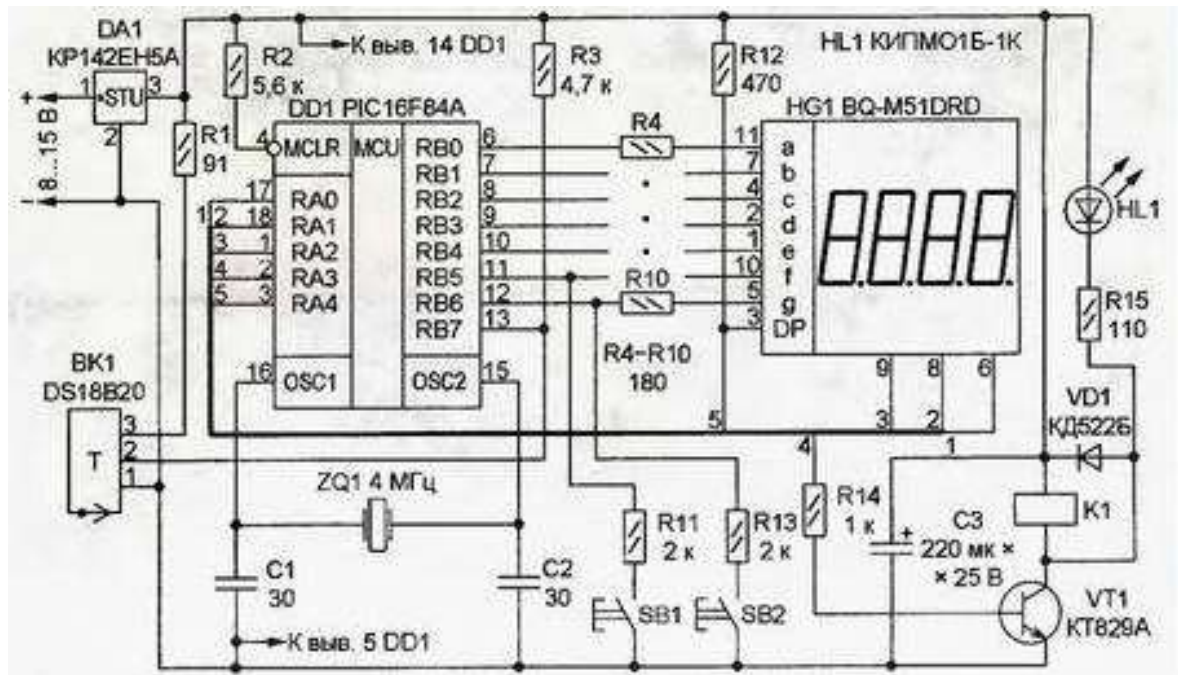 DA1
КР142ЕН5А
1
STU
3
2
+
8...15 В
−
R1
91
R2
5,6 к
К выв. 14 DD1
R3
4,7 к
R12
470
HL1 КИПМО1Б-1К
DD1 PIC16F84A
4
MCLR
MCU
RB0
6
RB1
7
RB2
8
RB3
9
RB4
10
RB5
11
RB6
12
RB7
13
17
RA0
1
2
18
RA1
3
1
RA2
4
2
RA3
5
3
RA4
16
OSC1
OSC2
15
R4
R10
R4–R10
180
HG1 BQ-M51DRD
11
a
7
b
4
c
2
d
1
e
10
f
5
g
3
DP
9
8
6
5
4
3
2
1
HL1
R15
110
VD1
КД522Б
BK1
DS18B20
T
3
2
1
ZQ1 4 МГц
C1
30
C2
30
К выв. 5 DD1
R11
2 к
R13
2 к
SB1
SB2
R14
1 к
C3
+
220 мк ×
× 25 В
K1
VT1
КТ829А